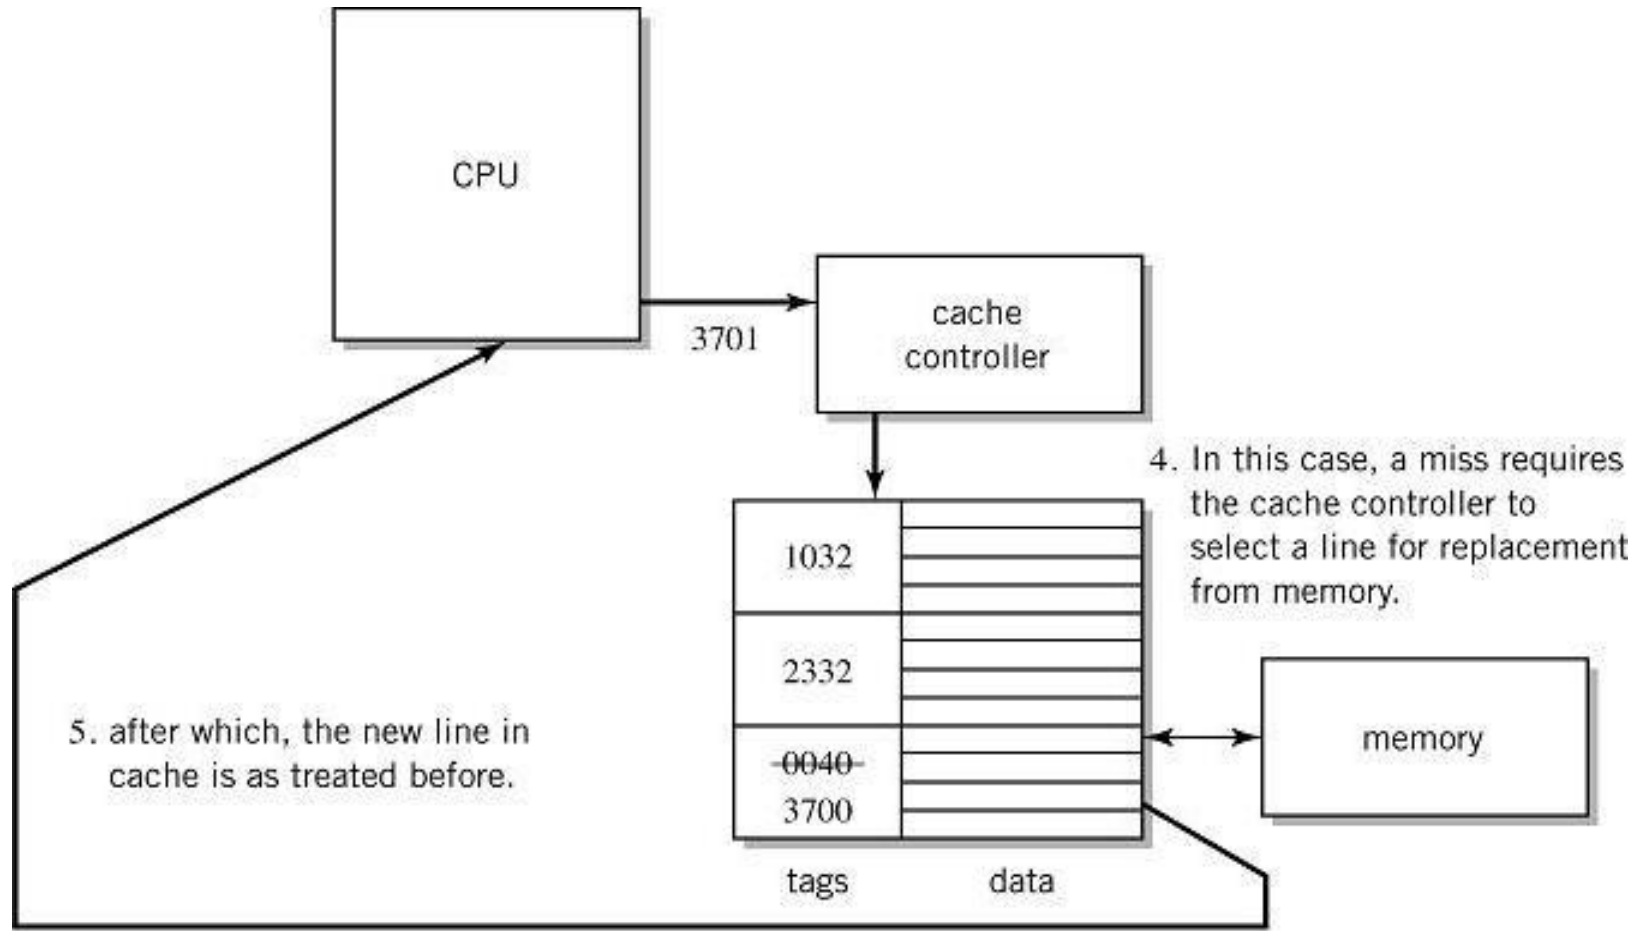 CPU
3701
cache
controller
4. In this case, a miss requires
the cache controller to
select a line for replacement
from memory.
1032
2332
0040
3700
memory
5. after which, the new line in
cache is as treated before.
tags
data